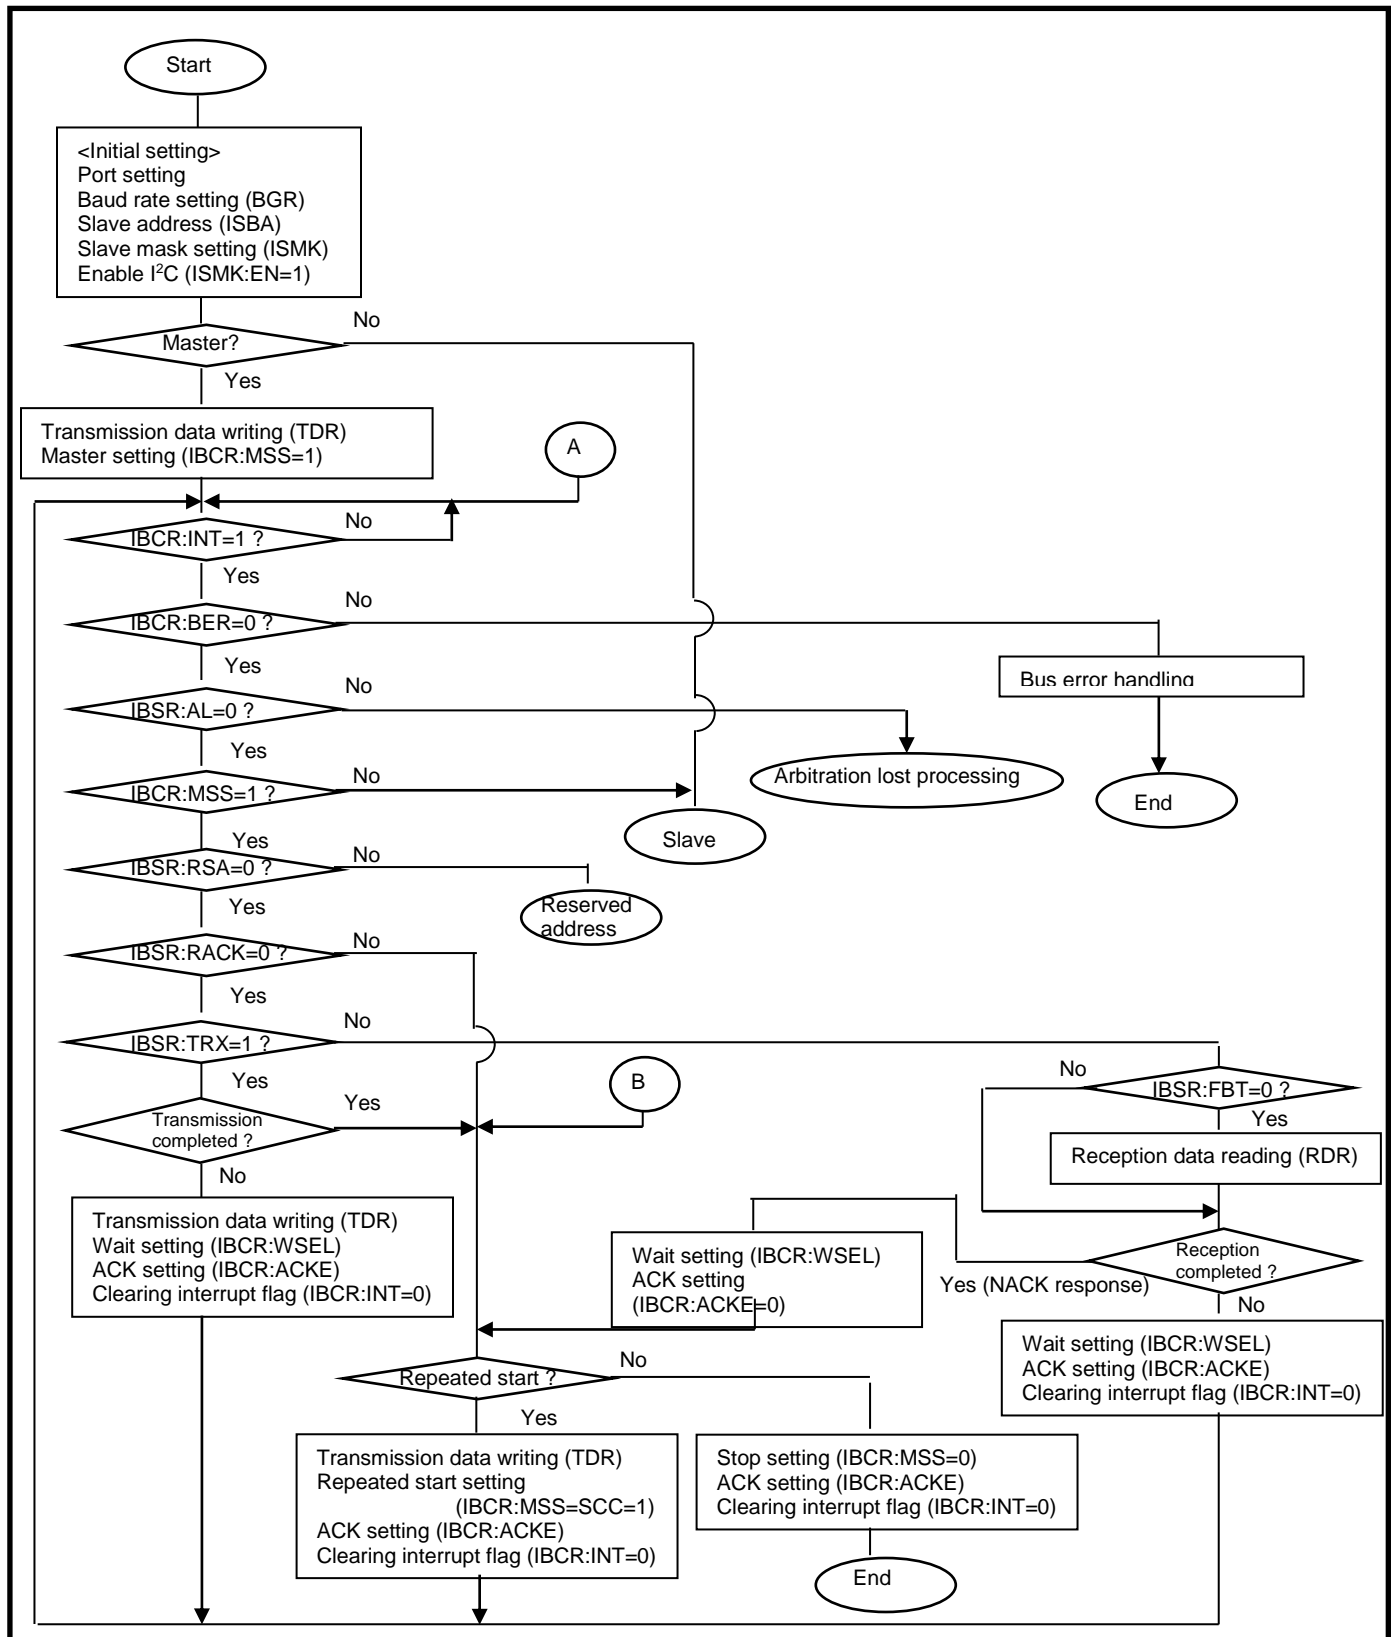 Start
<Initial setting>
Port setting
Baud rate setting (BGR)
Slave address (ISBA)
Slave mask setting (ISMK)
Enable I²C (ISMK:EN=1)
Master?
No
Yes
Transmission data writing (TDR)
Master setting (IBCR:MSS=1)
A
IBCR:INT=1 ?
No
Yes
IBCR:BER=0 ?
No
Yes
Bus error handling
IBSR:AL=0 ?
No
Yes
Arbitration lost processing
End
IBCR:MSS=1 ?
No
Yes
Slave
IBSR:RSA=0 ?
No
Yes
Reserved
address
IBSR:RACK=0 ?
No
Yes
IBSR:TRX=1 ?
No
Yes
B
No
IBSR:FBT=0 ?
Yes
Transmission
completed ?
Yes
No
Reception data reading (RDR)
Transmission data writing (TDR)
Wait setting (IBCR:WSEL)
ACK setting (IBCR:ACKE)
Clearing interrupt flag (IBCR:INT=0)
Wait setting (IBCR:WSEL)
ACK setting
(IBCR:ACKE=0)
Reception
completed ?
Yes (NACK response)
No
Wait setting (IBCR:WSEL)
ACK setting (IBCR:ACKE)
Clearing interrupt flag (IBCR:INT=0)
Repeated start ?
No
Yes
Transmission data writing (TDR)
Repeated start setting
(IBCR:MSS=SCC=1)
ACK setting (IBCR:ACKE)
Clearing interrupt flag (IBCR:INT=0)
Stop setting (IBCR:MSS=0)
ACK setting (IBCR:ACKE)
Clearing interrupt flag (IBCR:INT=0)
End